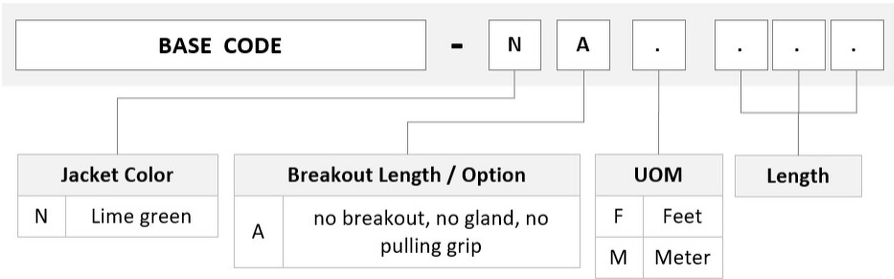 BASE CODE - N A . . . .
Jacket Color
N Lime green
Breakout Length / Option
A no breakout, no gland, no
pulling grip
UOM
F Feet
M Meter
Length